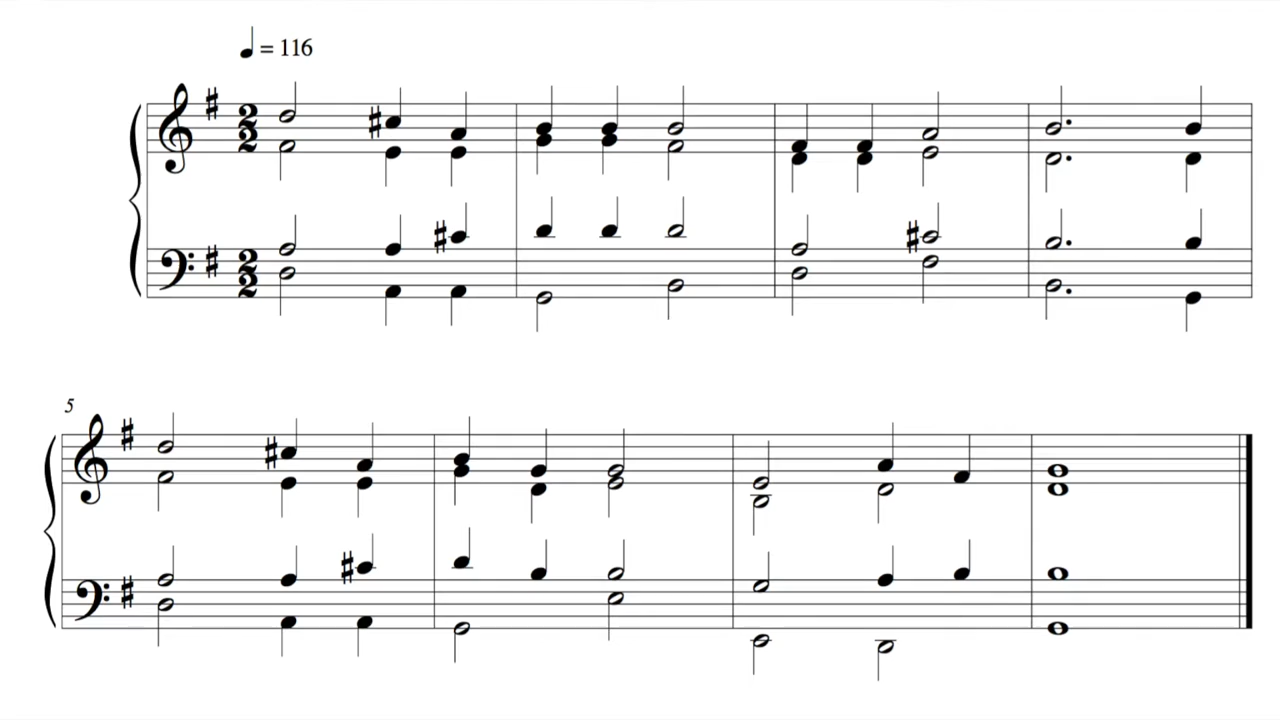 ♩ = 116
5